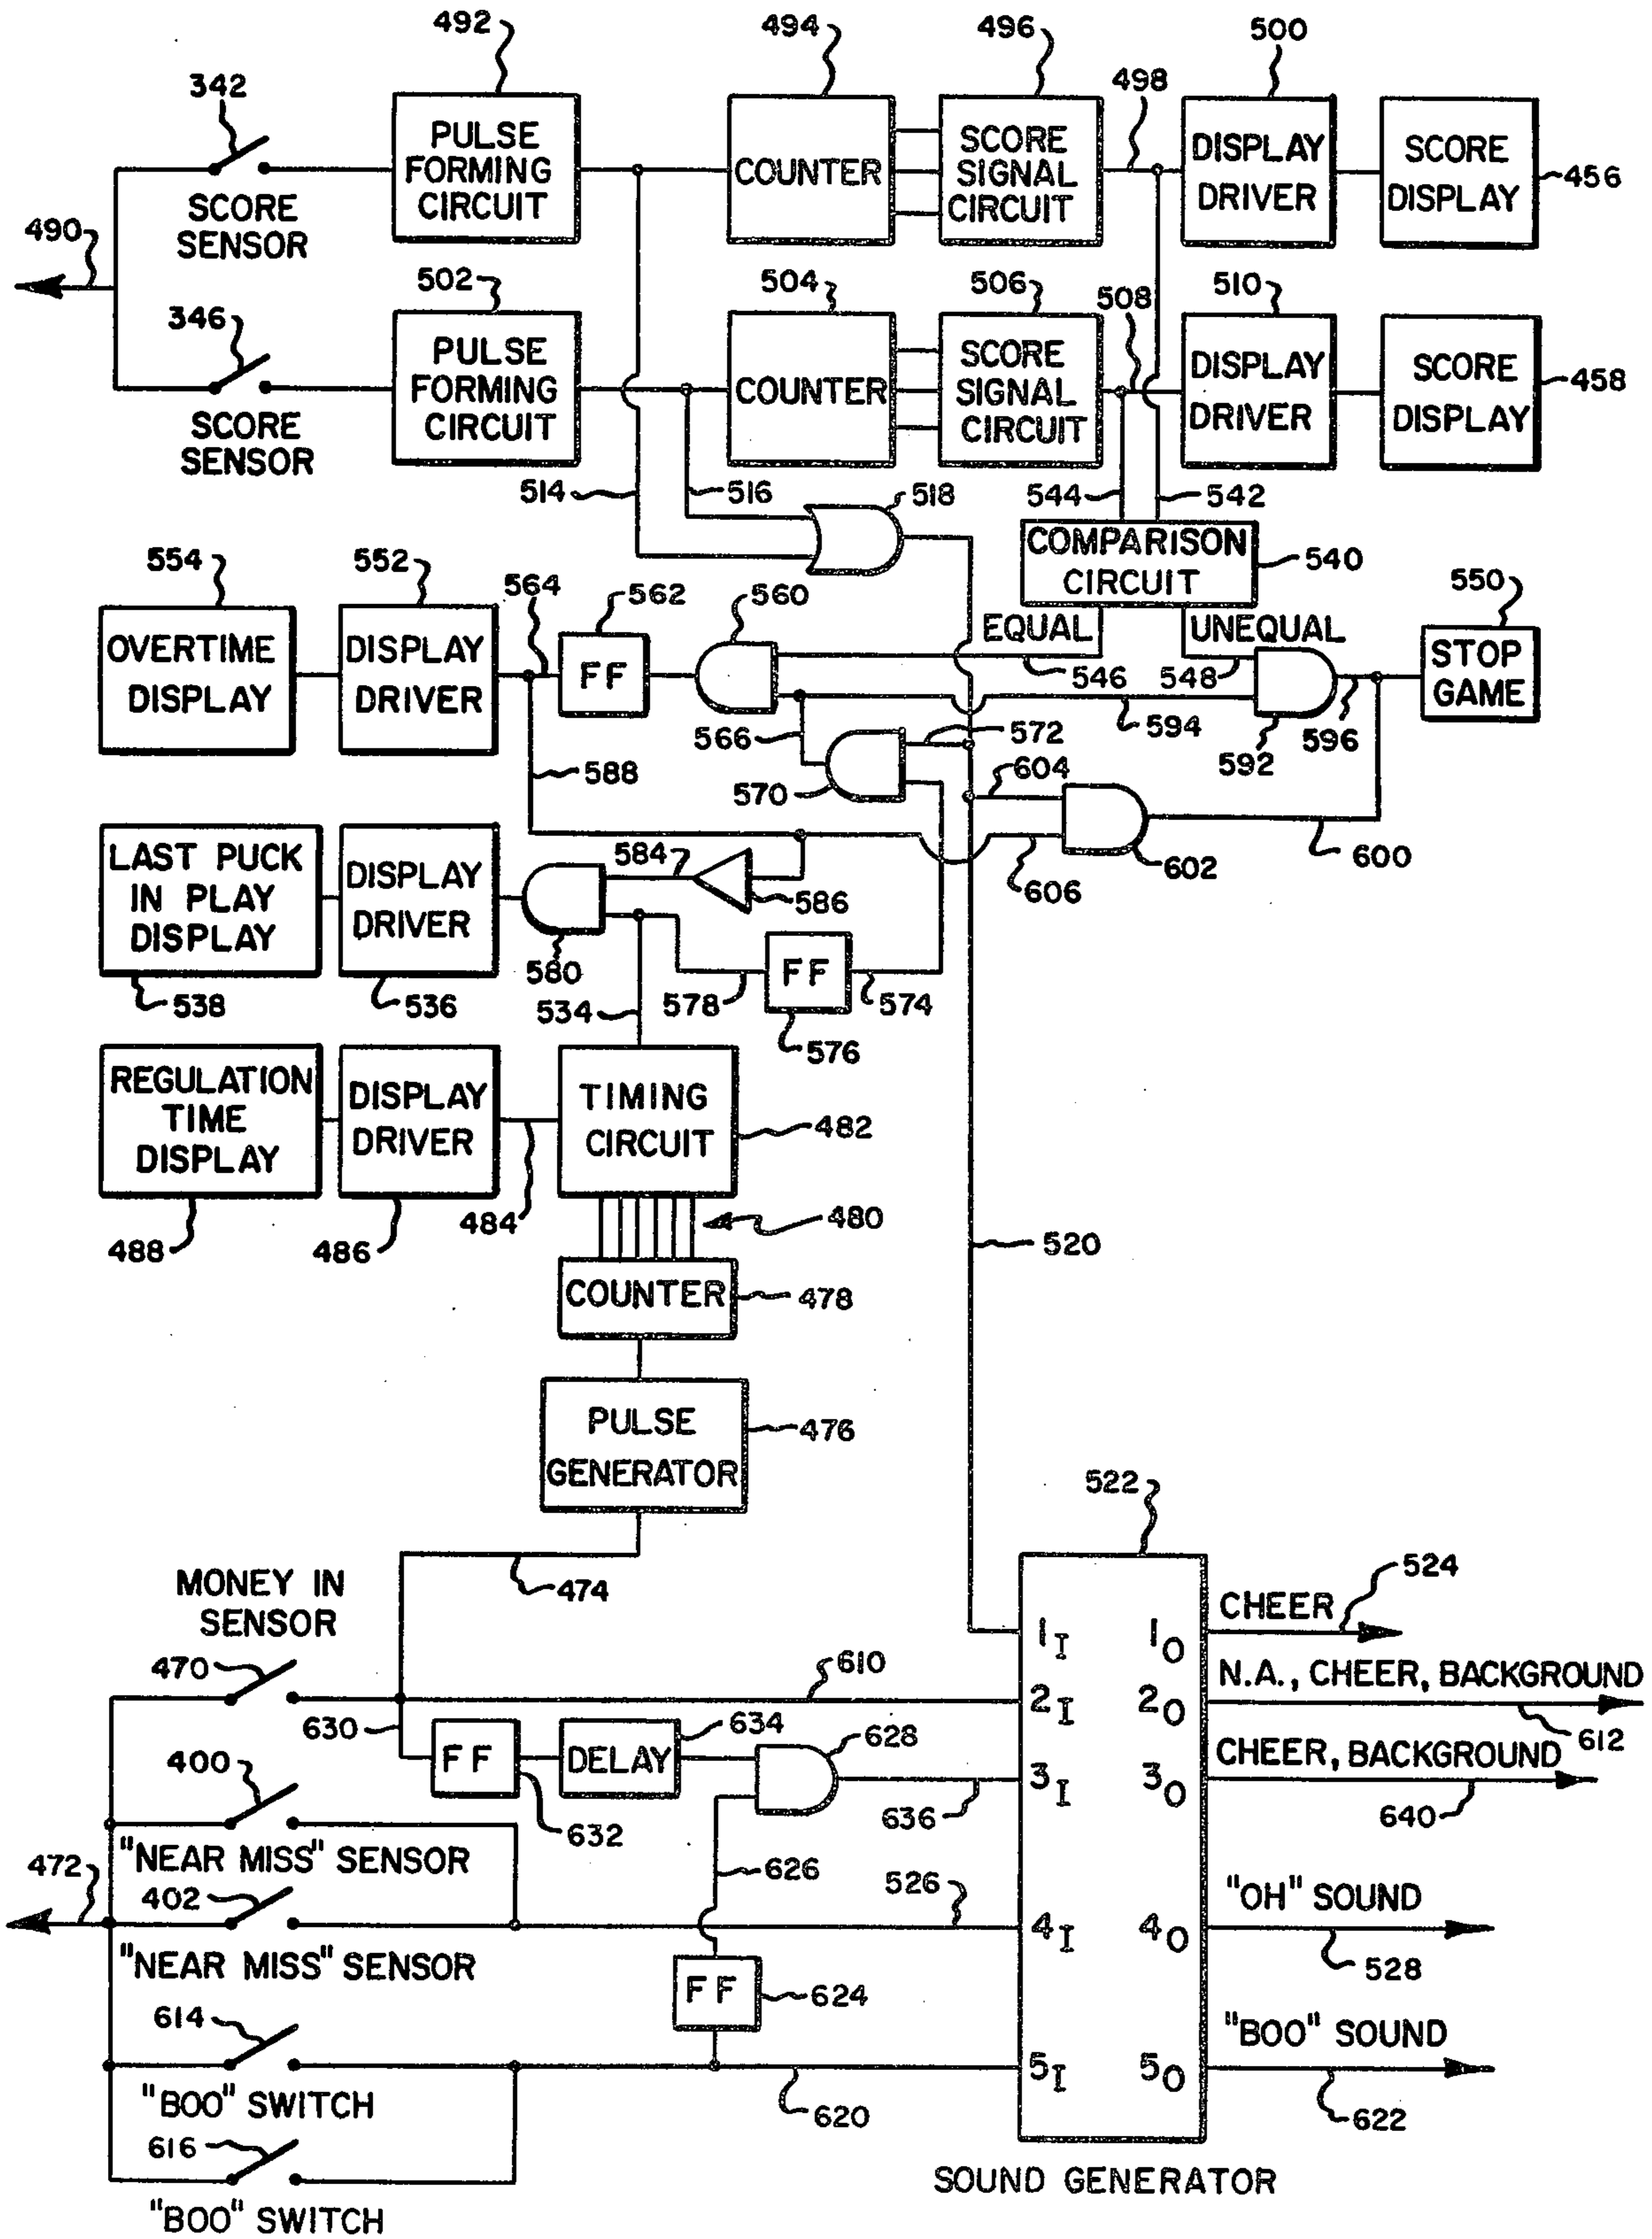 492
494
496
500
342
498
PULSE
FORMING
CIRCUIT
COUNTER
SCORE
SIGNAL
CIRCUIT
DISPLAY
DRIVER
SCORE
DISPLAY
456
SCORE
SENSOR
490
502
504
506
508
510
346
PULSE
FORMING
CIRCUIT
COUNTER
SCORE
SIGNAL
CIRCUIT
DISPLAY
DRIVER
SCORE
DISPLAY
458
SCORE
SENSOR
514
516
518
544
542
COMPARISON
CIRCUIT
540
554
552
564
562
560
550
EQUAL
UNEQUAL
OVERTIME
DISPLAY
DISPLAY
DRIVER
FF
546
548
STOP
GAME
566
572
594
592
596
588
570
604
LAST PUCK
IN PLAY
DISPLAY
DISPLAY
DRIVER
584
586
606
602
600
580
538
536
534
578
FF
574
576
REGULATION
TIME
DISPLAY
DISPLAY
DRIVER
TIMING
CIRCUIT
482
484
480
488
486
520
COUNTER
478
PULSE
GENERATOR
476
522
474
524
MONEY IN
SENSOR
CHEER
1I
1O
470
610
N.A., CHEER, BACKGROUND
2I
2O
612
630
FF
DELAY
634
628
CHEER, BACKGROUND
400
3I
3O
632
636
640
"NEAR MISS" SENSOR
472
402
626
526
"OH" SOUND
4I
4O
"NEAR MISS" SENSOR
528
FF
624
614
"BOO" SOUND
5I
5O
"BOO" SWITCH
620
622
616
SOUND GENERATOR
"BOO" SWITCH